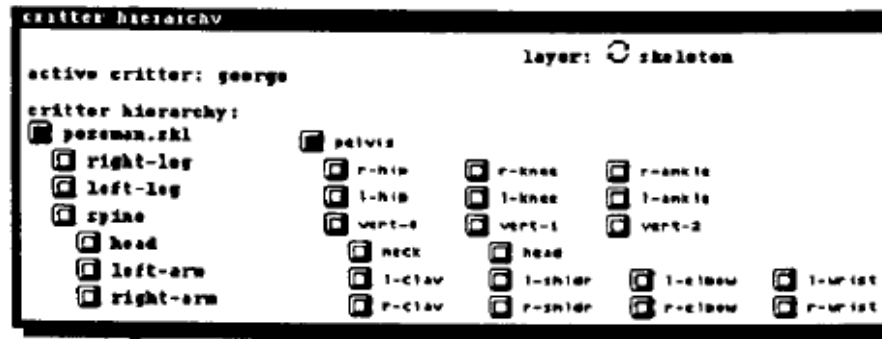 critter hierarchy
layer: skeleton
active critter: george
critter hierarchy:
poseman.skl pelvis
right-leg r-hip r-knee r-ankle
left-leg l-hip l-knee l-ankle
spine vert-0 vert-1 vert-2
head neck head
left-arm l-clav l-shldr l-elbow l-wrist
right-arm r-clav r-shldr r-elbow r-wrist